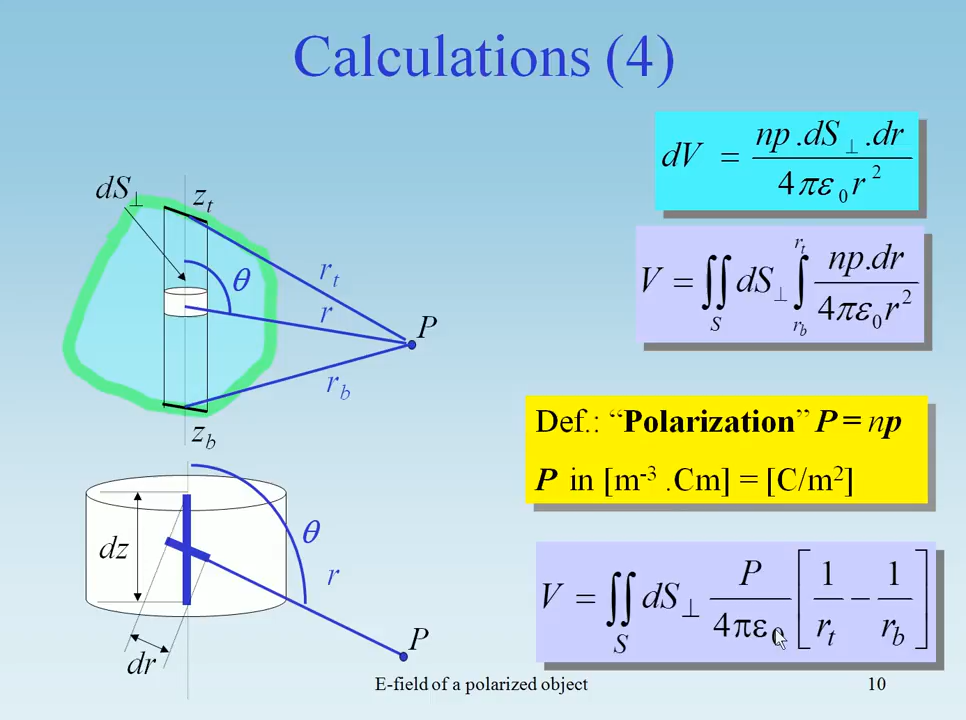 Calculations (4)
dS⊥
z_t
θ
r_t
r
P
r_b
z_b
dV = np.dS⊥.dr / 4πε₀r²
V = ∬_S dS⊥ ∫_{r_b}^{r_t} np.dr / 4πε₀r²
Def.: “Polarization” P = np
P in [m⁻³ .Cm] = [C/m²]
V = ∬_S dS⊥ P / 4πε₀ [1/r_t − 1/r_b]
dz
θ
r
P
dr
E-field of a polarized object
10